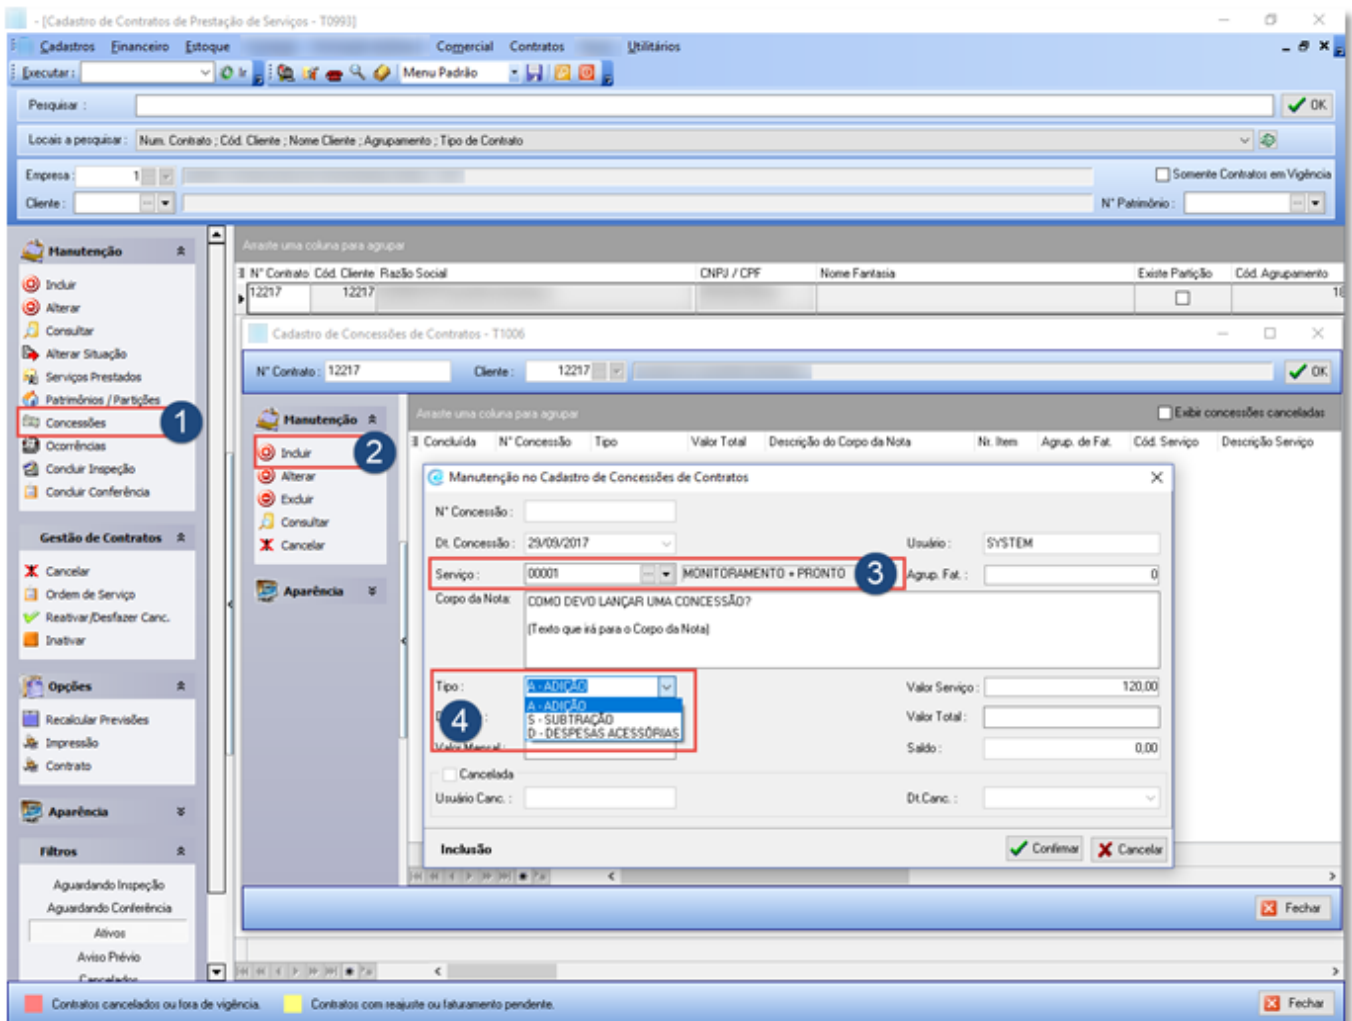 - [Cadastro de Contratos de Prestação de Serviços - T0993]
Cadastros Financeiro Estoque Comercial Contratos Utilitários
Executar: Ir Menu Padrão
Pesquisar : OK
Locais a pesquisar: Num. Contrato ; Cód. Cliente ; Nome Cliente ; Agrupamento ; Tipo de Contrato
Empresa : 1 Somente Contratos em Vigência
Cliente : N° Patrimônio :
Manutenção
Incluir
Alterar
Consultar
Alterar Situação
Serviços Prestados
Patrimônios / Partições
Concessões 1
Ocorrências
Concluir Inspeção
Concluir Conferência
Gestão de Contratos
Cancelar
Ordem de Serviço
Reativar/Desfazer Canc.
Inativar
Opções
Recalcular Previsões
Impressão
Contrato
Aparência
Filtros
Aguardando Inspeção
Aguardando Conferência
Ativos
Aviso Prévio
Cancelados
Arraste uma coluna para agrupar
N° Contrato Cód. Cliente Razão Social CNPJ / CPF Nome Fantasia Existe Partição Cód. Agrupamento
12217 12217
Cadastro de Concessões de Contratos - T1006
N° Contrato : 12217 Cliente : 12217 OK
Manutenção
Incluir 2
Alterar
Excluir
Consultar
Cancelar
Aparência
Arraste uma coluna para agrupar Exibir concessões canceladas
Concluída N° Concessão Tipo Valor Total Descrição do Corpo da Nota Nr. Item Agrup. de Fat. Cód. Serviço Descrição Serviço
Manutenção no Cadastro de Concessões de Contratos
N° Concessão :
Dt. Concessão : 29/09/2017 Usuário : SYSTEM
Serviço : 00001 MONITORAMENTO + PRONTO 3 Agrup. Fat. : 0
Corpo da Nota: COMO DEVO LANÇAR UMA CONCESSÃO?
(Texto que irá para o Corpo da Nota)
Tipo : A - ADIÇÃO Valor Serviço : 120,00
A - ADIÇÃO
4 S - SUBTRAÇÃO Valor Total :
D - DESPESAS ACESSÓRIAS
Valor Mensal : Saldo : 0,00
Cancelada
Usuário Canc. : Dt.Canc. :
Inclusão Confirmar Cancelar
Fechar
Contratos cancelados ou fora de vigência. Contratos com reajuste ou faturamento pendente. Fechar